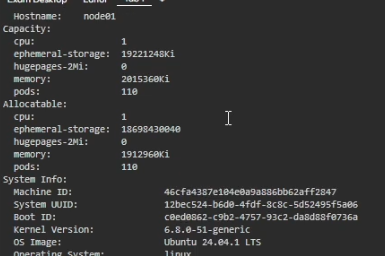 Exam Desktop Editor Tab 1 +
Hostname: node01
Capacity:
cpu: 1
ephemeral-storage: 19221248Ki
hugepages-2Mi: 0
memory: 2015360Ki
pods: 110
Allocatable:
cpu: 1
ephemeral-storage: 18698430040
hugepages-2Mi: 0
memory: 1912960Ki
pods: 110
System Info:
Machine ID: 46cfa4387e104e0a9a886bb62aff2847
System UUID: 12bec524-b6d0-4fdf-8c8c-5d52495f5a06
Boot ID: c0ed0862-c9b2-4757-93c2-da8d88f0736a
Kernel Version: 6.8.0-51-generic
OS Image: Ubuntu 24.04.1 LTS
Operating System: linux